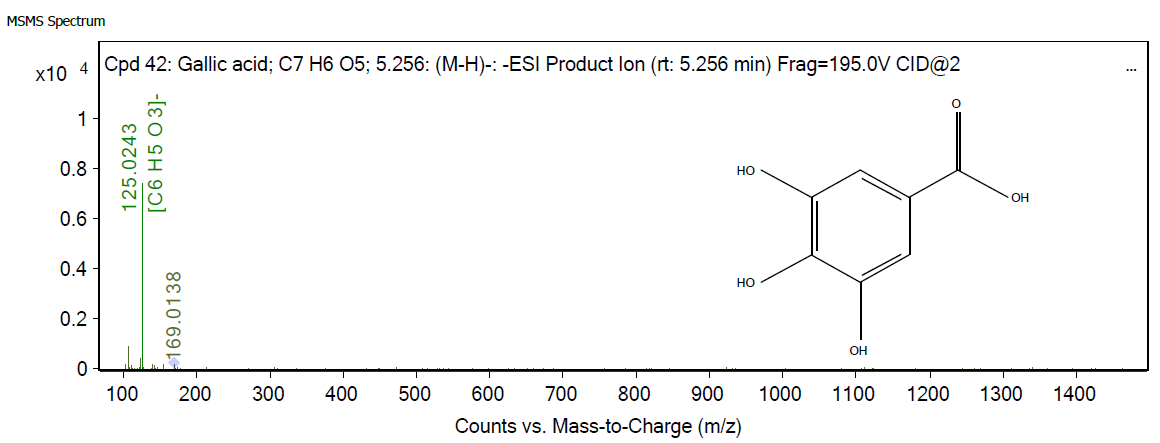 MSMS Spectrum
x10 4
Cpd 42: Gallic acid; C7 H6 O5; 5.256: (M-H)-: -ESI Product Ion (rt: 5.256 min) Frag=195.0V CID@2
...
1
0.8
0.6
0.4
0.2
0
125.0243
[C6 H5 O3]-
169.0138
O
HO
OH
HO
OH
100 200 300 400 500 600 700 800 900 1000 1100 1200 1300 1400
Counts vs. Mass-to-Charge (m/z)